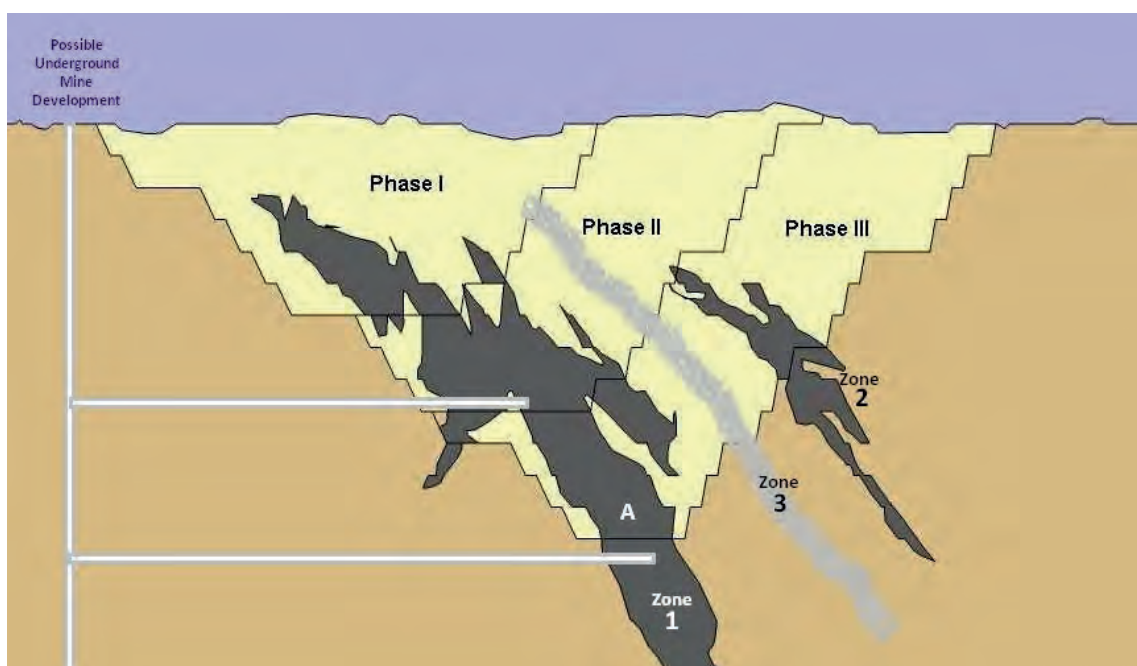 Possible
Underground
Mine
Development
Phase I
Phase II
Phase III
Zone
2
Zone
3
A
Zone
1